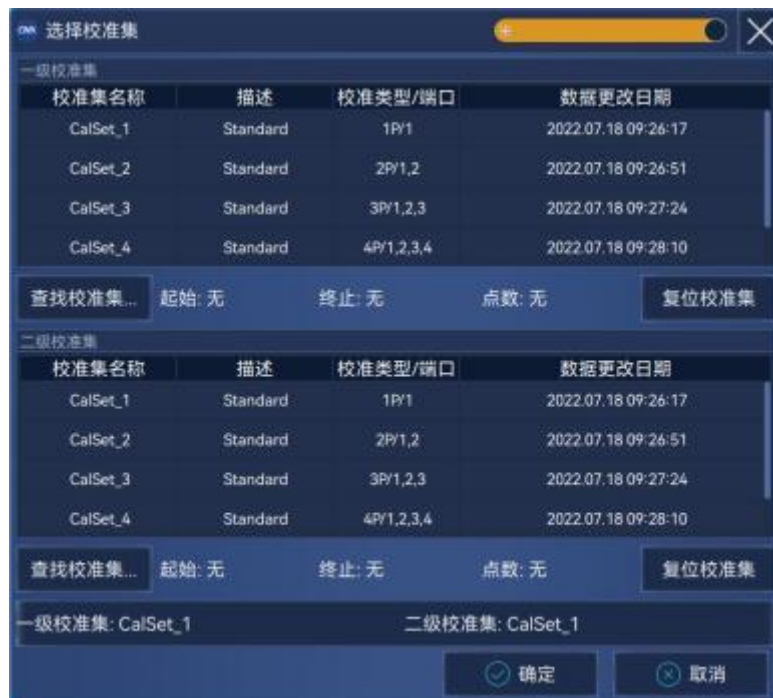 选择校准集
一级校准集
校准集名称 描述 校准类型/端口 数据更改日期
CalSet_1 Standard 1P/1 2022.07.18 09:26:17
CalSet_2 Standard 2P/1,2 2022.07.18 09:26:51
CalSet_3 Standard 3P/1,2,3 2022.07.18 09:27:24
CalSet_4 Standard 4P/1,2,3,4 2022.07.18 09:28:10
查找校准集... 起始: 无 终止: 无 点数: 无 复位校准集
二级校准集
校准集名称 描述 校准类型/端口 数据更改日期
CalSet_1 Standard 1P/1 2022.07.18 09:26:17
CalSet_2 Standard 2P/1,2 2022.07.18 09:26:51
CalSet_3 Standard 3P/1,2,3 2022.07.18 09:27:24
CalSet_4 Standard 4P/1,2,3,4 2022.07.18 09:28:10
查找校准集... 起始: 无 终止: 无 点数: 无 复位校准集
一级校准集: CalSet_1 二级校准集: CalSet_1
确定 取消